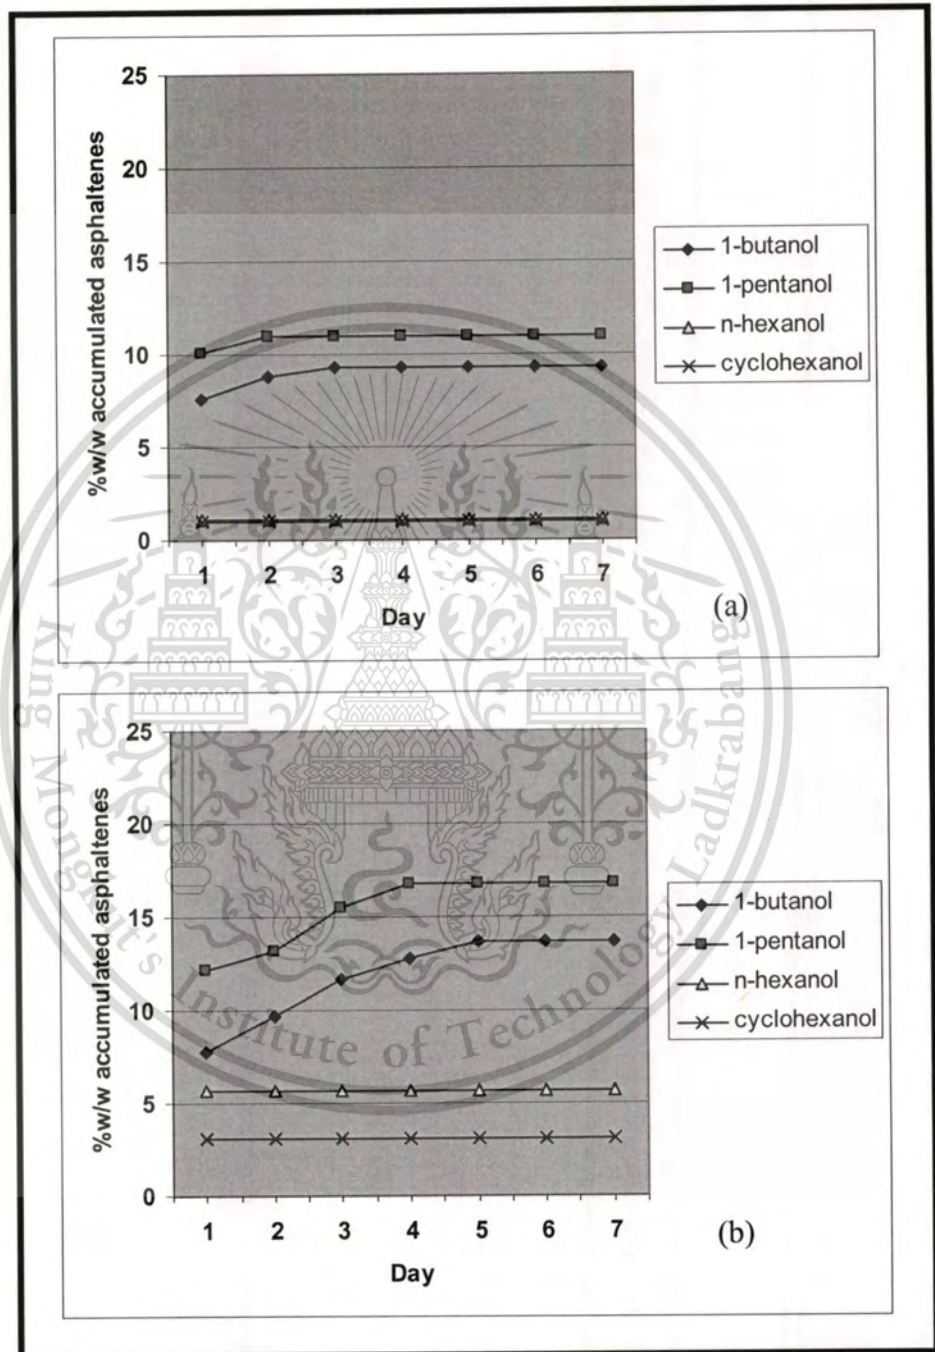 25
20
15
10
5
0
%w/w accumulated asphaltenes
1 2 3 4 5 6 7
Day
1-butanol
1-pentanol
n-hexanol
cyclohexanol
(a)
25
20
15
10
5
0
%w/w accumulated asphaltenes
1 2 3 4 5 6 7
Day
1-butanol
1-pentanol
n-hexanol
cyclohexanol
(b)
King Mongkut's Institute of Technology Ladkrabang